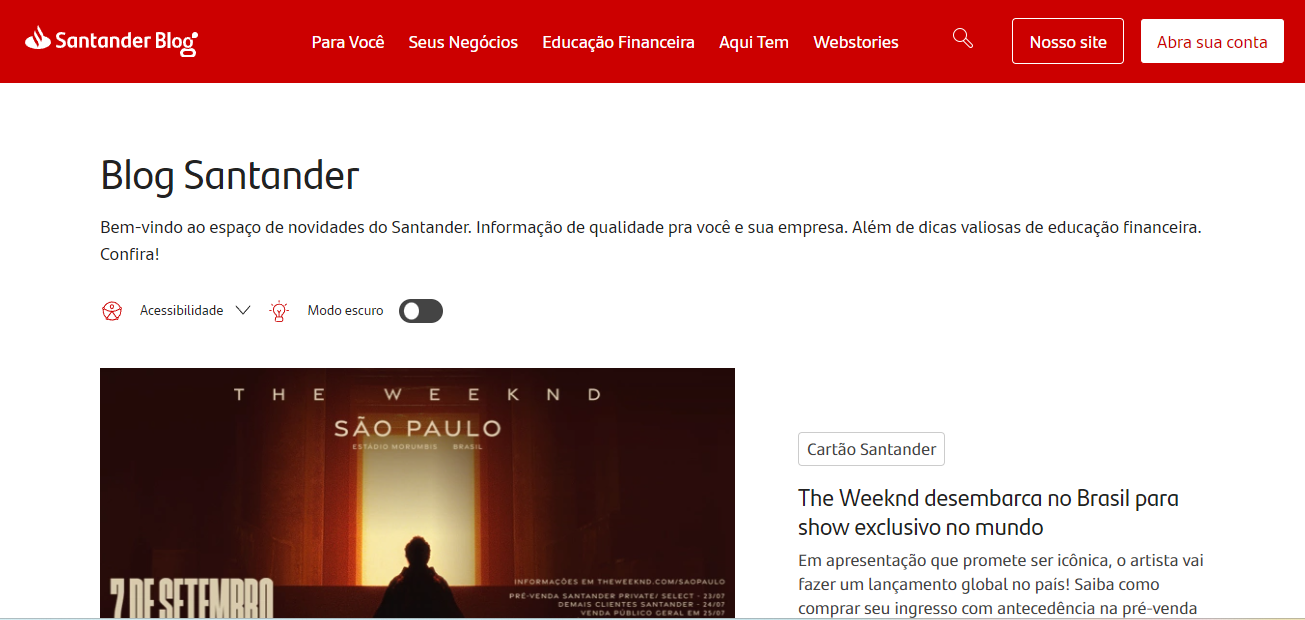 Santander Blog
Para Você Seus Negócios Educação Financeira Aqui Tem Webstories Nosso site Abra sua conta
Blog Santander
Bem-vindo ao espaço de novidades do Santander. Informação de qualidade pra você e sua empresa. Além de dicas valiosas de educação financeira.
Confira!
Acessibilidade Modo escuro
THE WEEKND
SÃO PAULO
ESTÁDIO MORUMBIS BRASIL
7 DE SETEMBRO
INFORMAÇÕES EM THEWEEKND.COM/SAOPAULO
PRÉ-VENDA SANTANDER PRIVATE/ SELECT - 23/07
DEMAIS CLIENTES SANTANDER - 24/07
VENDA PÚBLICO GERAL EM 25/07
Cartão Santander
The Weeknd desembarca no Brasil para
show exclusivo no mundo
Em apresentação que promete ser icônica, o artista vai
fazer um lançamento global no país! Saiba como
comprar seu ingresso com antecedência na pré-venda